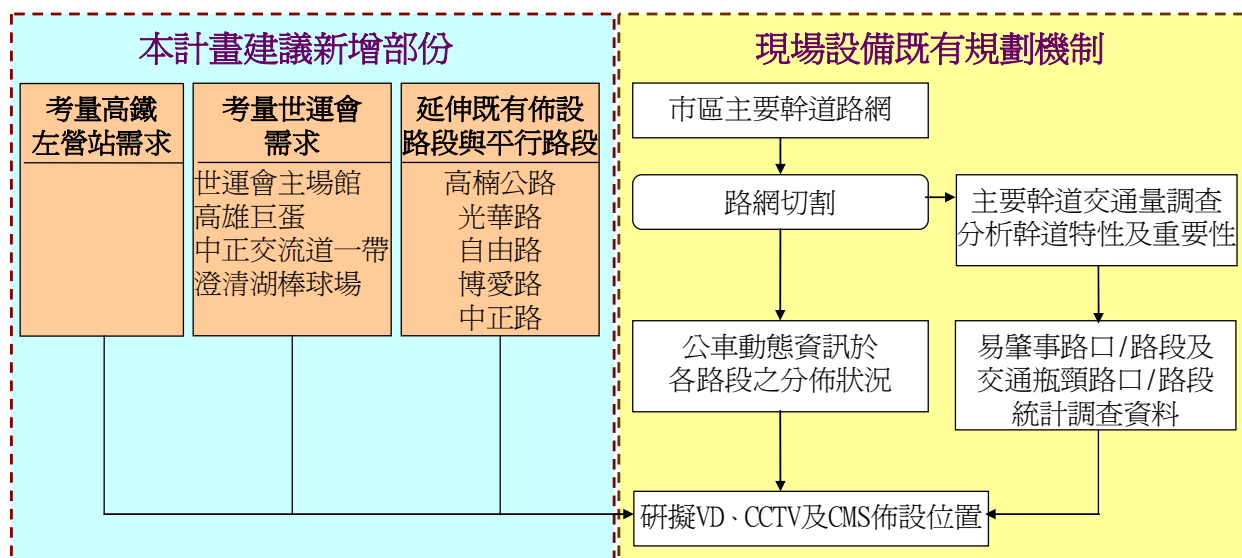 本計畫建議新增部份
考量高鐵
左營站需求
考量世運會
需求
世運會主場館
高雄巨蛋
中正交流道一帶
澄清湖棒球場
延伸既有佈設
路段與平行路段
高楠公路
光華路
自由路
博愛路
中正路
現場設備既有規劃機制
市區主要幹道路網
路網切割
主要幹道交通量調查
分析幹道特性及重要性
公車動態資訊於
各路段之分佈狀況
易肇事路口/路段及
交通瓶頸路口/路段
統計調查資料
研擬VD、CCTV及CMS佈設位置